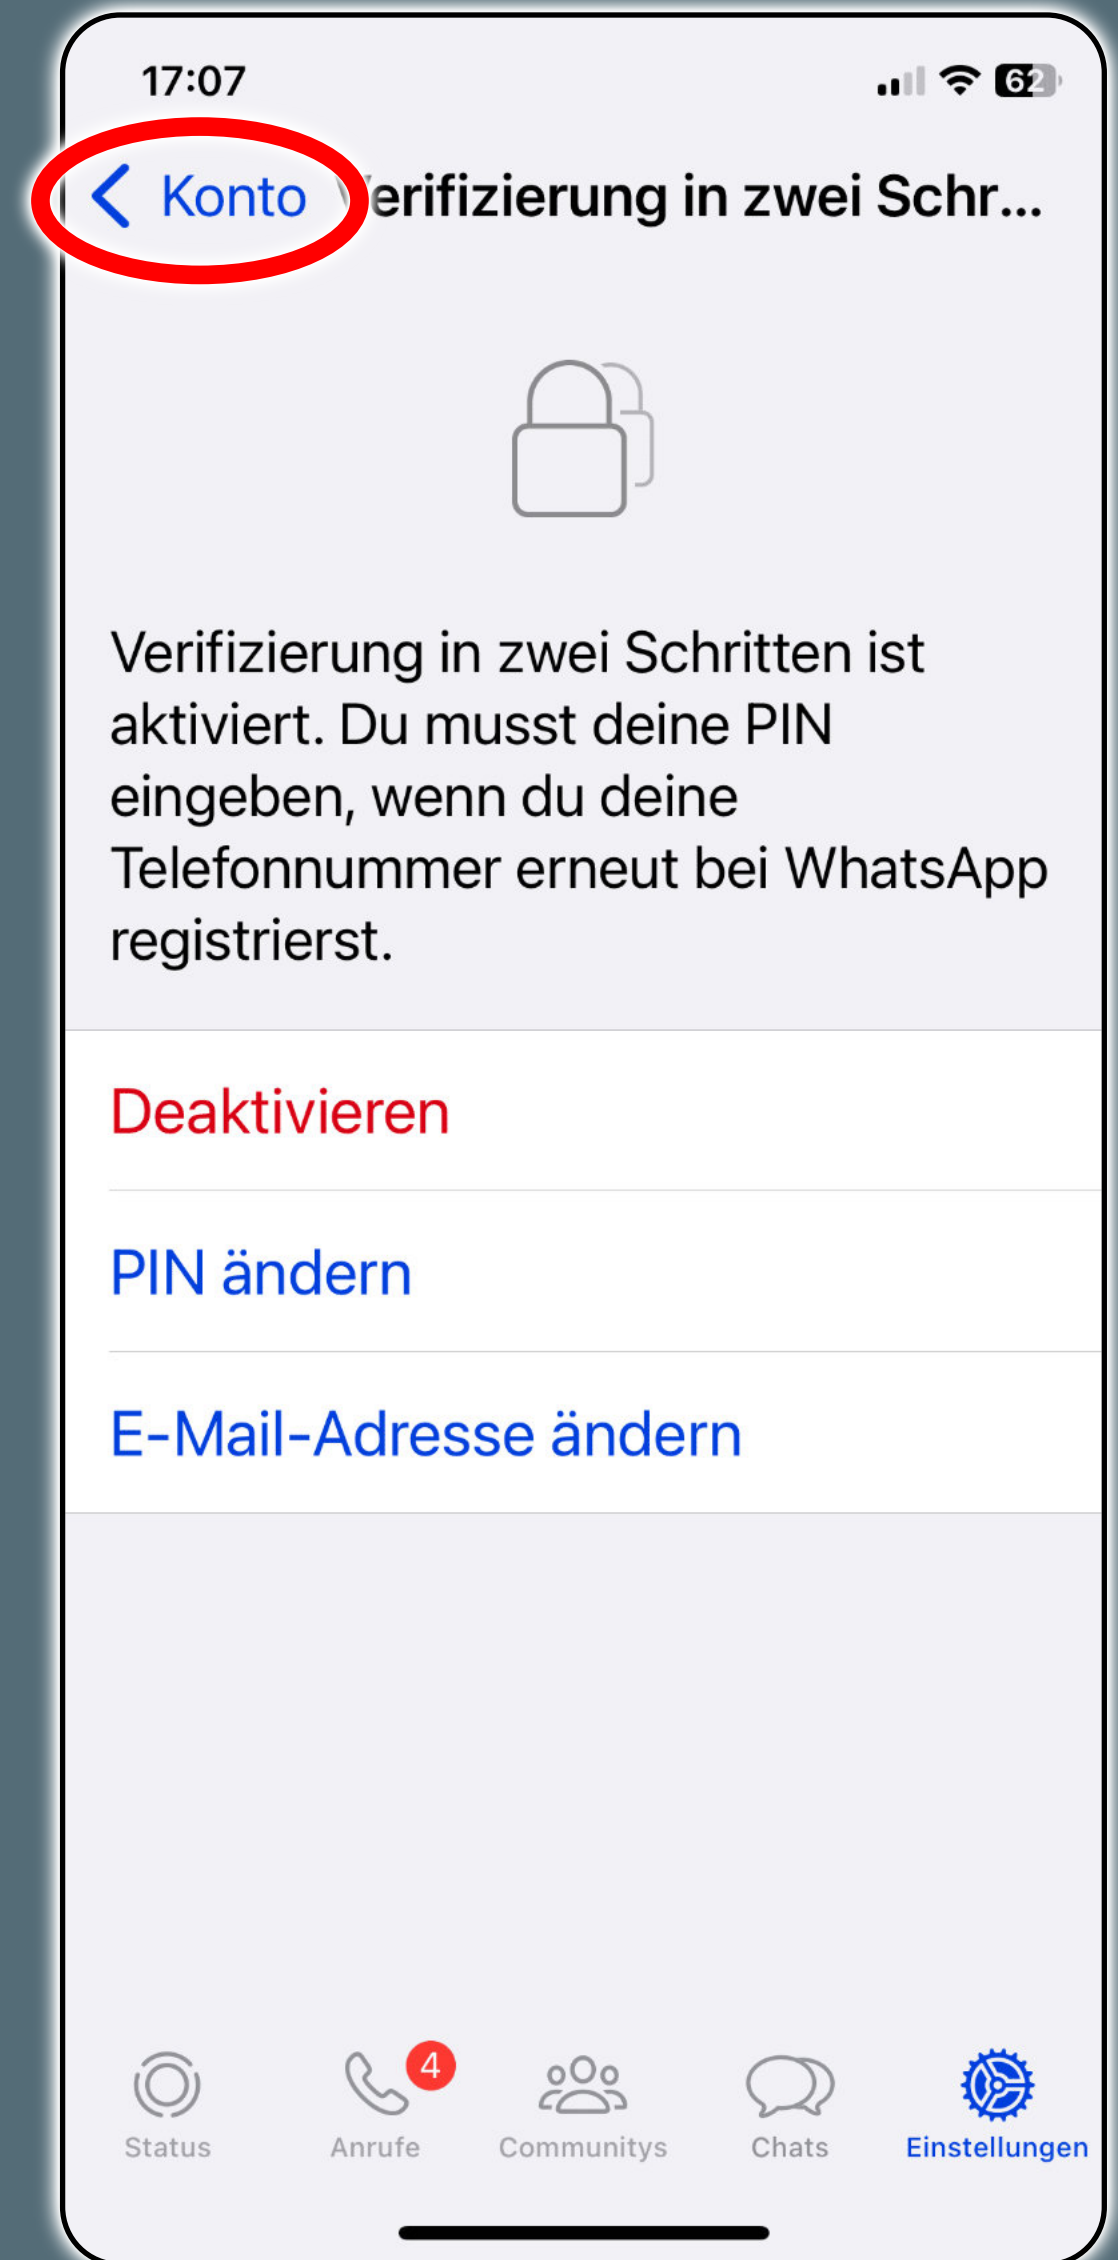 17:07
62
Konto
erifizierung in zwei Schr...
Verifizierung in zwei Schritten ist
aktiviert. Du musst deine PIN
eingeben, wenn du deine
Telefonnummer erneut bei WhatsApp
registrierst.
Deaktivieren
PIN ändern
E-Mail-Adresse ändern
4
Status
Anrufe
Communitys
Chats
Einstellungen